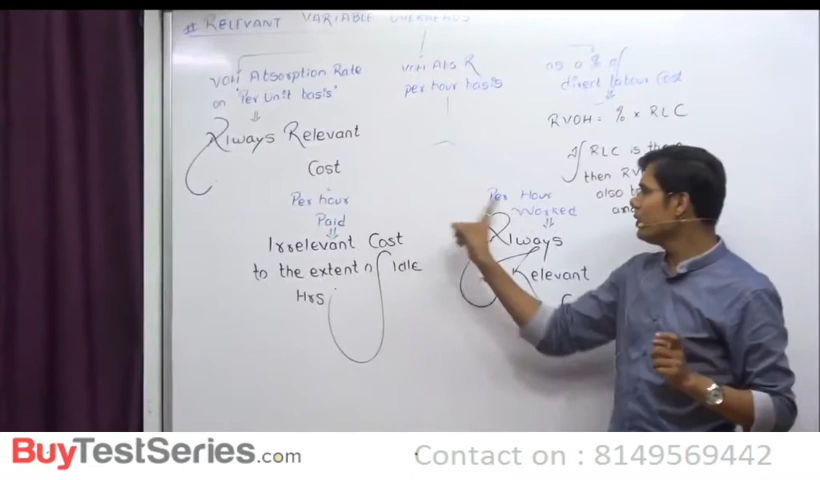 # RELEVANT VARIABLE OVERHEADS
VOH Absorption Rate
on 'Per Unit basis'
Always Relevant
Cost
VOH Abs R
per hour basis
Per hour
Paid
Irrelevant Cost
to the extent of Idle
Hrs
Per Hour
Worked
Always
Relevant
as a % of
direct labour Cost
RVOH = % x RLC
If RLC is there
then
also
BuyTestSeries.com
Contact on : 8149569442